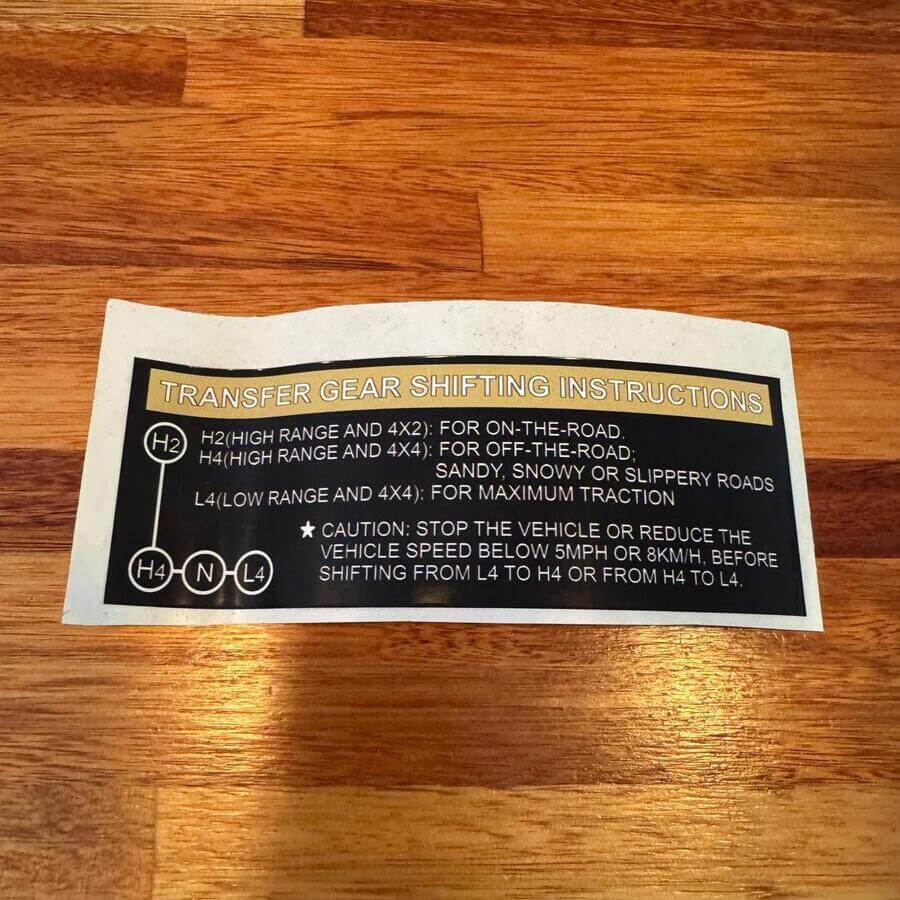 TRANSFER GEAR SHIFTING INSTRUCTIONS
H2
H2(HIGH RANGE AND 4X2): FOR ON-THE-ROAD.
H4(HIGH RANGE AND 4X4): FOR OFF-THE-ROAD;
SANDY, SNOWY OR SLIPPERY ROADS
L4(LOW RANGE AND 4X4): FOR MAXIMUM TRACTION
★ CAUTION: STOP THE VEHICLE OR REDUCE THE
VEHICLE SPEED BELOW 5MPH OR 8KM/H, BEFORE
SHIFTING FROM L4 TO H4 OR FROM H4 TO L4.
H4 N L4